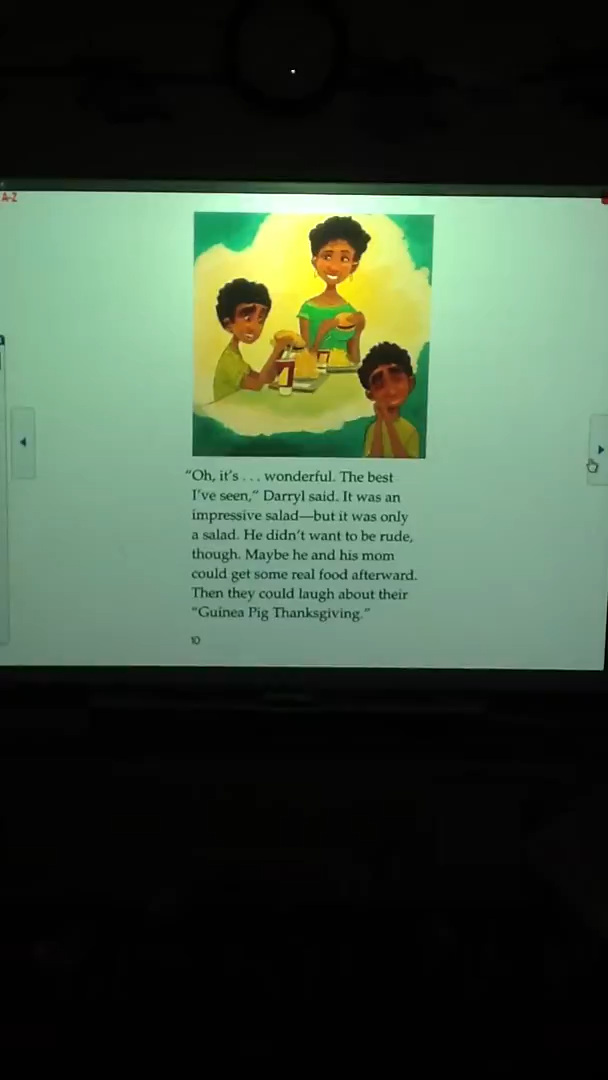 A-Z
“Oh, it’s . . . wonderful. The best
I’ve seen,” Darryl said. It was an
impressive salad—but it was only
a salad. He didn’t want to be rude,
though. Maybe he and his mom
could get some real food afterward.
Then they could laugh about their
“Guinea Pig Thanksgiving.”
10